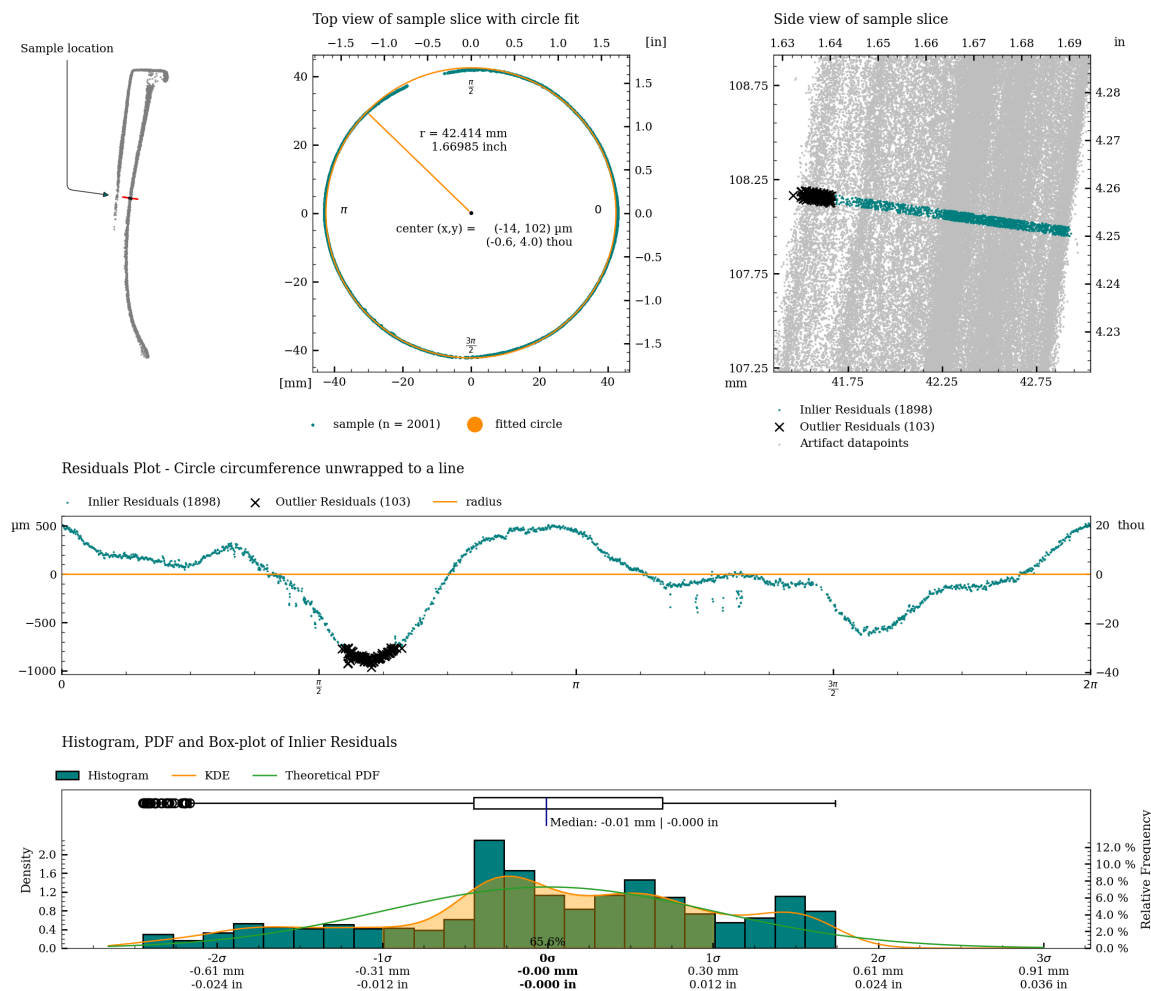 Sample location
Top view of sample slice with circle fit
−1.5 −1.0 −0.5 0.0 0.5 1.0 1.5 [in]
40
20
0
−20
−40
1.5
1.0
0.5
0.0
−0.5
−1.0
−1.5
π/2
r = 42.414 mm
1.66985 inch
π
0
center (x,y) = (-14, 102) µm
(-0.6, 4.0) thou
3π/2
[mm] −40 −20 0 20 40
sample (n = 2001)
fitted circle
Side view of sample slice
1.63 1.64 1.65 1.66 1.67 1.68 1.69 in
108.75
108.25
107.75
107.25
4.28
4.27
4.26
4.25
4.24
4.23
mm 41.75 42.25 42.75
Inlier Residuals (1898)
Outlier Residuals (103)
Artifact datapoints
Residuals Plot - Circle circumference unwrapped to a line
Inlier Residuals (1898) Outlier Residuals (103) radius
µm 500
0
−500
−1000
20 thou
0
−20
−40
0 π/2 π 3π/2 2π
Histogram, PDF and Box-plot of Inlier Residuals
Histogram KDE Theoretical PDF
Median: -0.01 mm | -0.000 in
Density
2.0
1.6
1.2
0.8
0.4
0.0
65.6%
12.0 %
10.0 %
8.0 %
6.0 %
4.0 %
2.0 %
0.0 %
Relative Frequency
-2σ -1σ 0σ 1σ 2σ 3σ
-0.61 mm -0.31 mm -0.00 mm 0.30 mm 0.61 mm 0.91 mm
-0.024 in -0.012 in -0.000 in 0.012 in 0.024 in 0.036 in